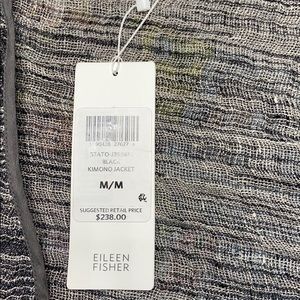 BLACK
KIMONO JACKET
M/M
SUGGESTED RETAIL PRICE
$238.00
EILEEN
FISHER